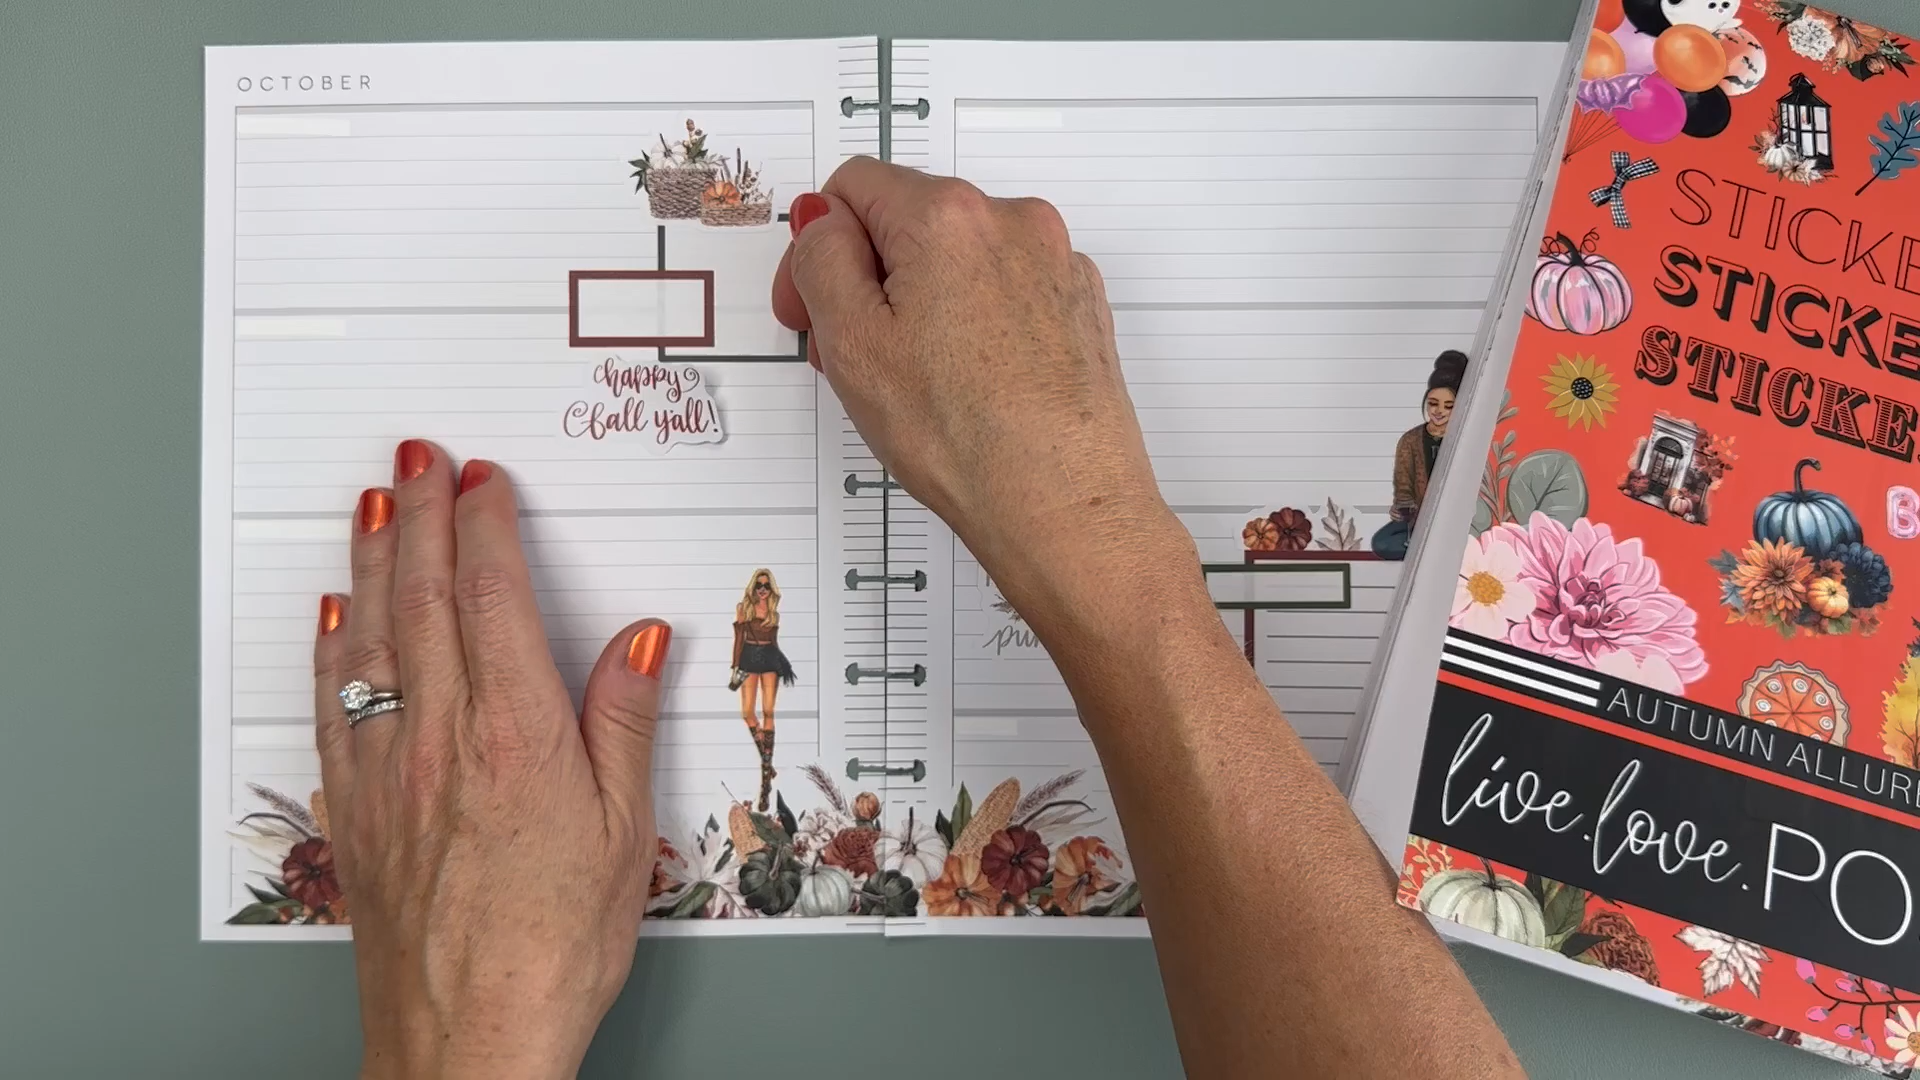 OCTOBER
happy
fall y'all!
STICKE
STICKE
STICKE
AUTUMN ALLURE
live.love.PO